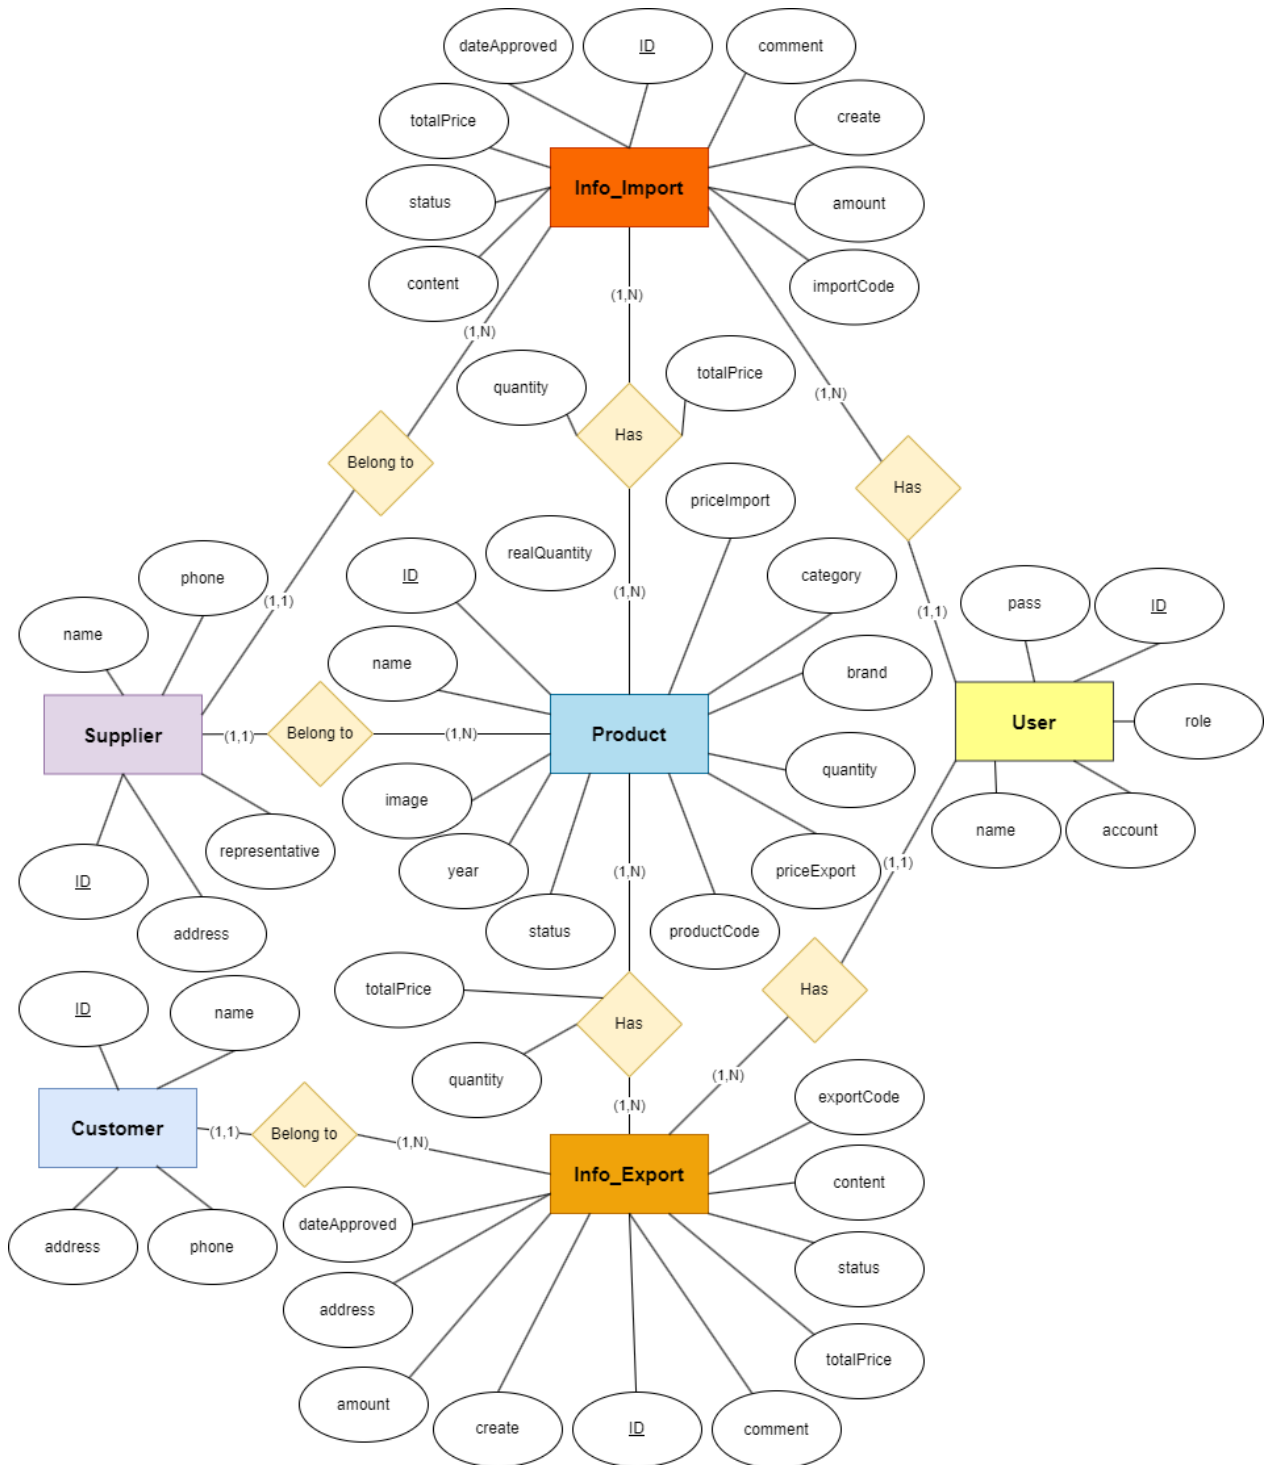 dateApproved
ID
comment
totalPrice
create
Info_Import
status
amount
content
importCode
(1,N)
(1,N)
(1,N)
quantity
totalPrice
Has
Belong to
Has
priceImport
realQuantity
ID
category
phone
(1,N)
(1,1)
(1,1)
pass
ID
name
name
brand
Supplier
(1,1)
Belong to
(1,N)
Product
User
role
quantity
image
name
account
representative
year
priceExport
(1,1)
(1,N)
ID
address
status
productCode
totalPrice
Has
ID
name
Has
quantity
(1,N)
(1,N)
exportCode
Customer
(1,1)
Belong to
(1,N)
Info_Export
content
dateApproved
address
phone
status
address
totalPrice
amount
create
ID
comment